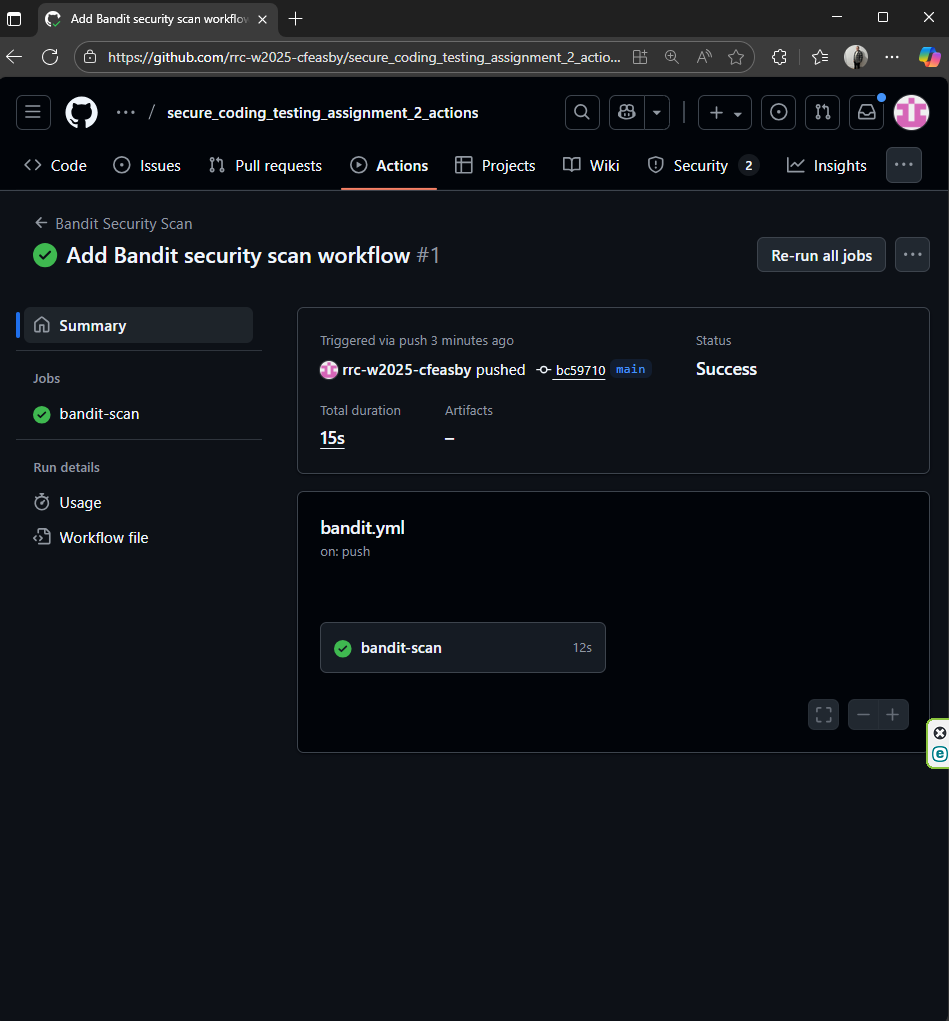 Add Bandit security scan workflow
https://github.com/rrc-w2025-cfeasby/secure_coding_testing_assignment_2_actio...
··· / secure_coding_testing_assignment_2_actions
Code Issues Pull requests Actions Projects Wiki Security 2 Insights ···
← Bandit Security Scan
Add Bandit security scan workflow #1
Re-run all jobs ···
Summary
Jobs
bandit-scan
Run details
Usage
Workflow file
Triggered via push 3 minutes ago
rrc-w2025-cfeasby pushed bc59710 main
Status
Success
Total duration
15s
Artifacts
–
bandit.yml
on: push
bandit-scan 12s